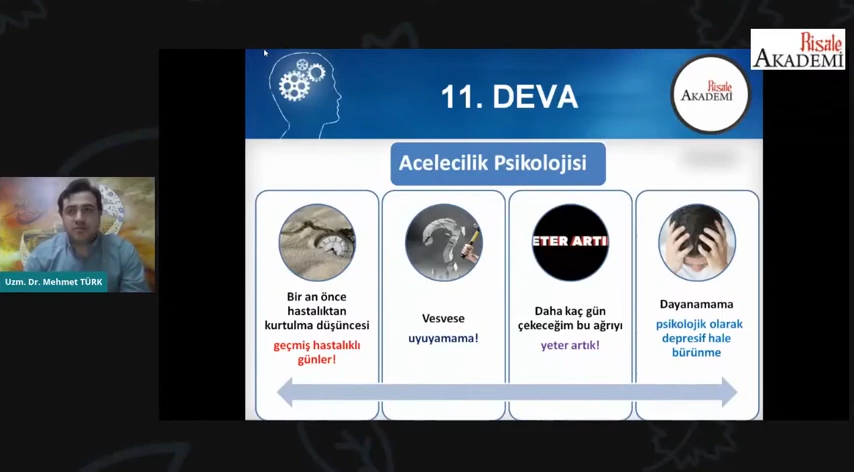 Risale
AKADEMİ
11. DEVA
Risale
AKADEMİ
Acelecilik Psikolojisi
Bir an önce
hastalıktan
kurtulma düşüncesi
geçmiş hastalıklı
günler!
Vesvese
uyuyamama!
ETER ARTI
Daha kaç gün
çekeceğim bu ağrıyı
yeter artık!
Dayanamama
psikolojik olarak
depresif hale
bürünme
Uzm. Dr. Mehmet TÜRK